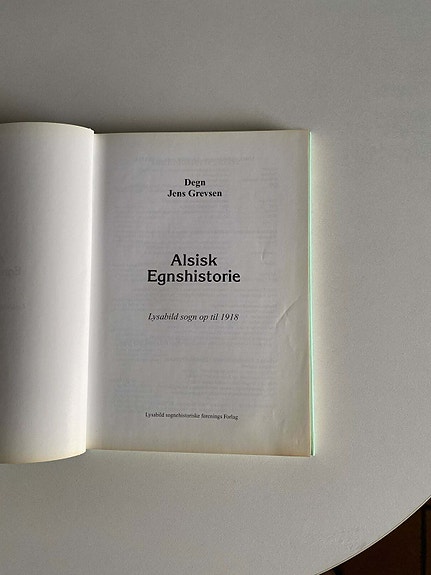 Degn
Jens Grevsen
Alsisk
Egnshistorie
Lysabild sogn op til 1918
Lysabild sognehistoriske forenings Forlag